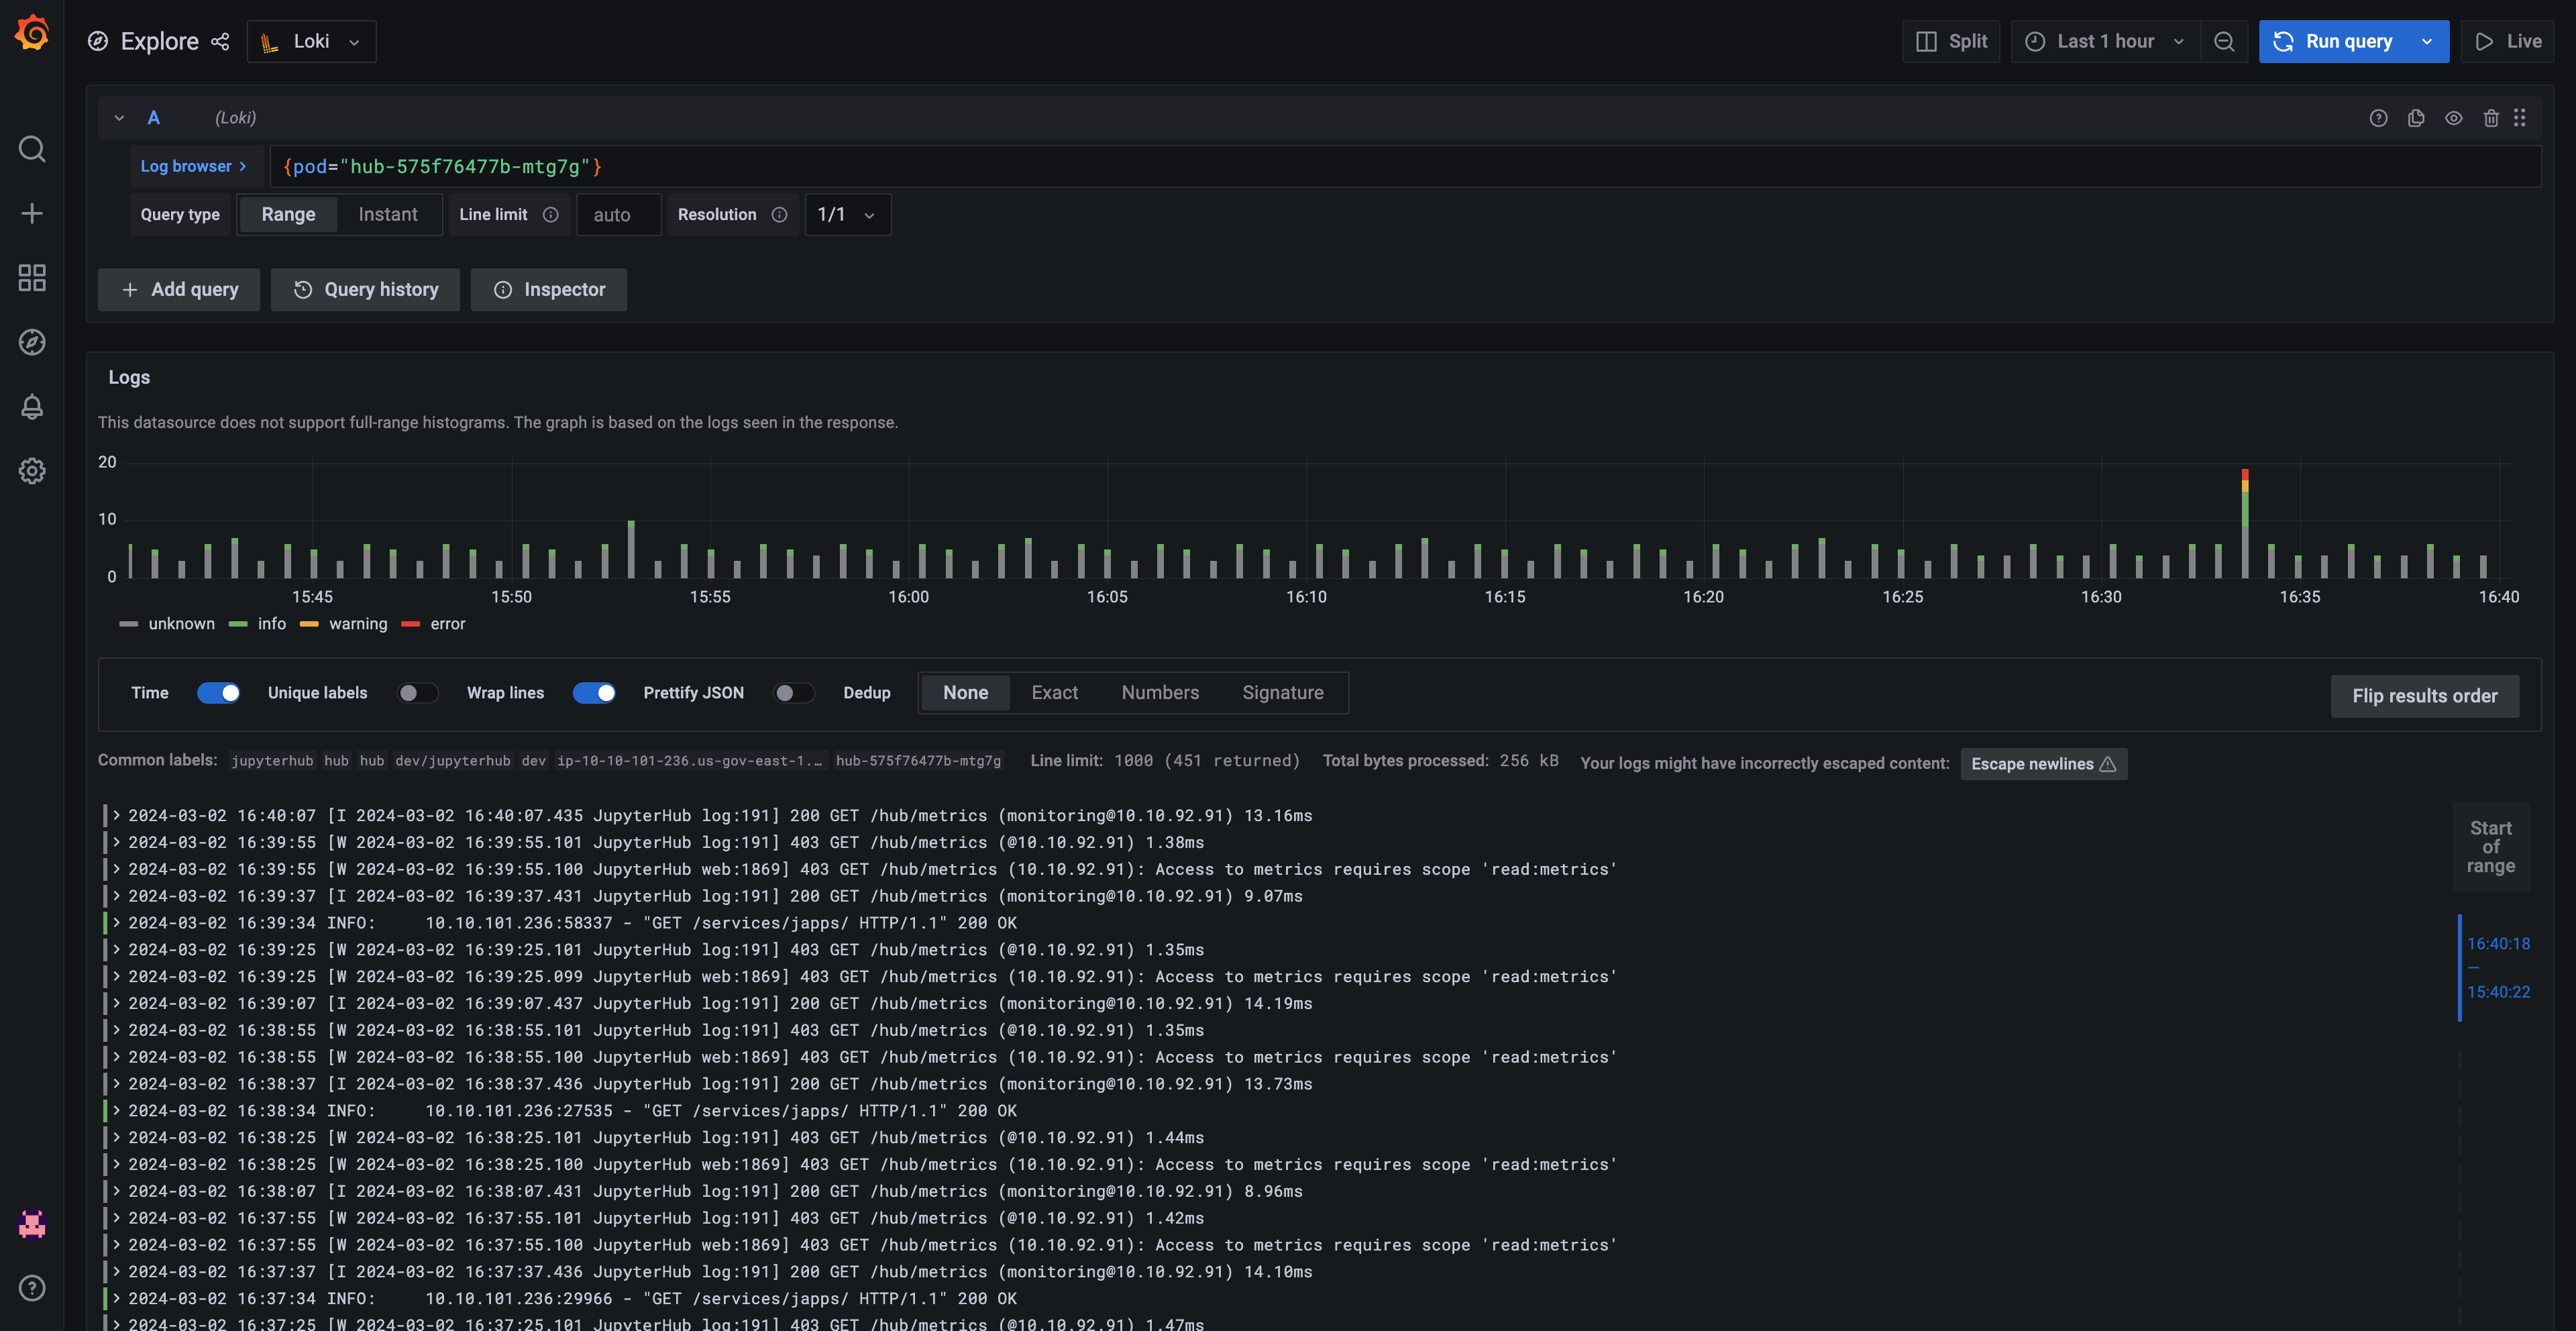 Explore Loki Split Last 1 hour Run query Live
A (Loki)
Log browser > {pod="hub-575f76477b-mtg7g"}
Query type Range Instant Line limit auto Resolution 1/1
+ Add query Query history Inspector
Logs
This datasource does not support full-range histograms. The graph is based on the logs seen in the response.
20
10
0
15:45 15:50 15:55 16:00 16:05 16:10 16:15 16:20 16:25 16:30 16:35 16:40
unknown info warning error
Time Unique labels Wrap lines Prettify JSON Dedup None Exact Numbers Signature Flip results order
Common labels: jupyterhub hub hub dev/jupyterhub dev ip-10-10-101-236.us-gov-east-1.… hub-575f76477b-mtg7g Line limit: 1000 (451 returned) Total bytes processed: 256 kB Your logs might have incorrectly escaped content: Escape newlines
> 2024-03-02 16:40:07 [I 2024-03-02 16:40:07.435 JupyterHub log:191] 200 GET /hub/metrics (monitoring@10.10.92.91) 13.16ms
> 2024-03-02 16:39:55 [W 2024-03-02 16:39:55.101 JupyterHub log:191] 403 GET /hub/metrics (@10.10.92.91) 1.38ms
> 2024-03-02 16:39:55 [W 2024-03-02 16:39:55.100 JupyterHub web:1869] 403 GET /hub/metrics (10.10.92.91): Access to metrics requires scope 'read:metrics'
> 2024-03-02 16:39:37 [I 2024-03-02 16:39:37.431 JupyterHub log:191] 200 GET /hub/metrics (monitoring@10.10.92.91) 9.07ms
> 2024-03-02 16:39:34 INFO:     10.10.101.236:58337 - "GET /services/japps/ HTTP/1.1" 200 OK
> 2024-03-02 16:39:25 [W 2024-03-02 16:39:25.101 JupyterHub log:191] 403 GET /hub/metrics (@10.10.92.91) 1.35ms
> 2024-03-02 16:39:25 [W 2024-03-02 16:39:25.099 JupyterHub web:1869] 403 GET /hub/metrics (10.10.92.91): Access to metrics requires scope 'read:metrics'
> 2024-03-02 16:39:07 [I 2024-03-02 16:39:07.437 JupyterHub log:191] 200 GET /hub/metrics (monitoring@10.10.92.91) 14.19ms
> 2024-03-02 16:38:55 [W 2024-03-02 16:38:55.101 JupyterHub log:191] 403 GET /hub/metrics (@10.10.92.91) 1.35ms
> 2024-03-02 16:38:55 [W 2024-03-02 16:38:55.100 JupyterHub web:1869] 403 GET /hub/metrics (10.10.92.91): Access to metrics requires scope 'read:metrics'
> 2024-03-02 16:38:37 [I 2024-03-02 16:38:37.436 JupyterHub log:191] 200 GET /hub/metrics (monitoring@10.10.92.91) 13.73ms
> 2024-03-02 16:38:34 INFO:     10.10.101.236:27535 - "GET /services/japps/ HTTP/1.1" 200 OK
> 2024-03-02 16:38:25 [W 2024-03-02 16:38:25.101 JupyterHub log:191] 403 GET /hub/metrics (@10.10.92.91) 1.44ms
> 2024-03-02 16:38:25 [W 2024-03-02 16:38:25.100 JupyterHub web:1869] 403 GET /hub/metrics (10.10.92.91): Access to metrics requires scope 'read:metrics'
> 2024-03-02 16:38:07 [I 2024-03-02 16:38:07.431 JupyterHub log:191] 200 GET /hub/metrics (monitoring@10.10.92.91) 8.96ms
> 2024-03-02 16:37:55 [W 2024-03-02 16:37:55.101 JupyterHub log:191] 403 GET /hub/metrics (@10.10.92.91) 1.42ms
> 2024-03-02 16:37:55 [W 2024-03-02 16:37:55.100 JupyterHub web:1869] 403 GET /hub/metrics (10.10.92.91): Access to metrics requires scope 'read:metrics'
> 2024-03-02 16:37:37 [I 2024-03-02 16:37:37.436 JupyterHub log:191] 200 GET /hub/metrics (monitoring@10.10.92.91) 14.10ms
> 2024-03-02 16:37:34 INFO:     10.10.101.236:29966 - "GET /services/japps/ HTTP/1.1" 200 OK
> 2024-03-02 16:37:25 [W 2024-03-02 16:37:25.101 JupyterHub log:191] 403 GET /hub/metrics (@10.10.92.91) 1.47ms
Start
of
range
16:40:18
—
15:40:22